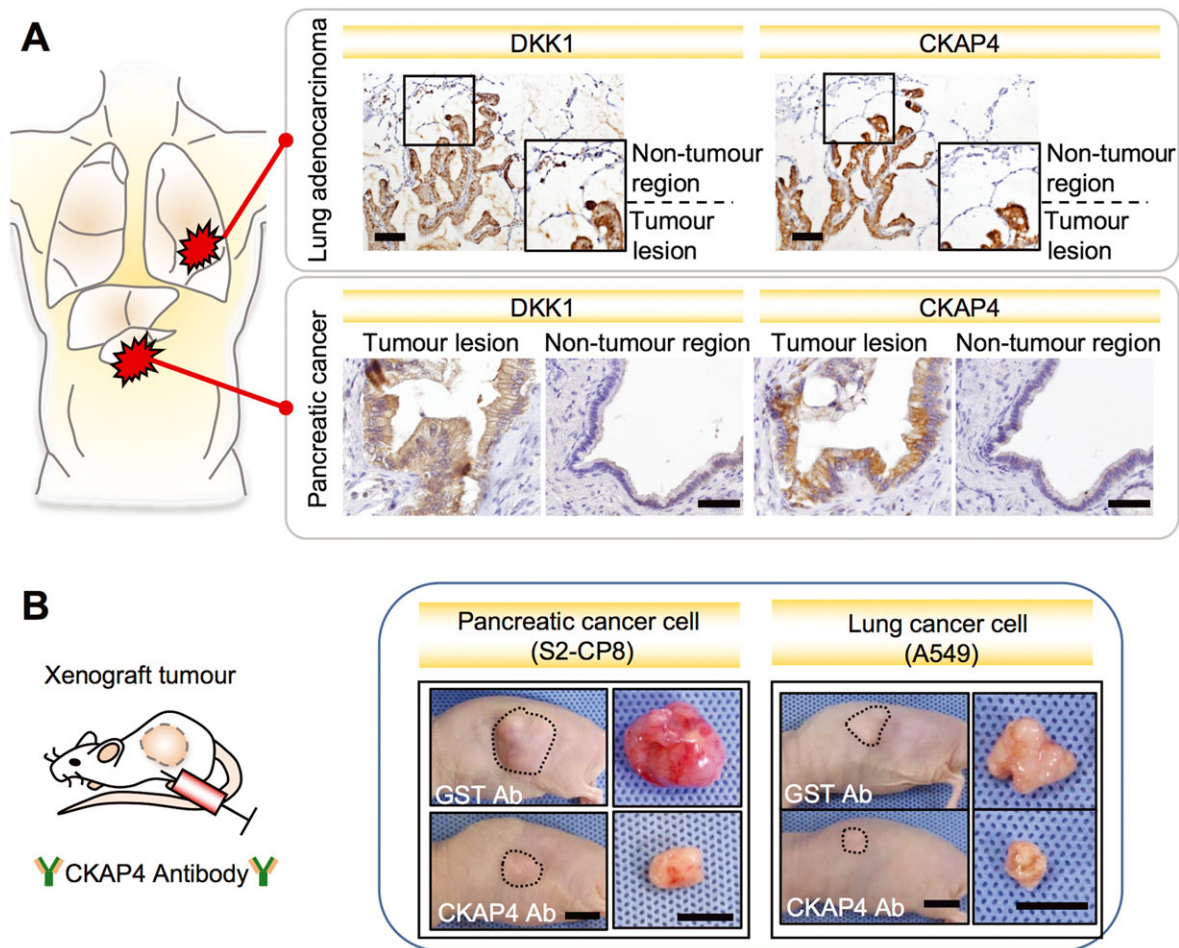 A
DKK1
CKAP4
Lung adenocarcinoma
Non-tumour
region
Tumour
lesion
Non-tumour
region
Tumour
lesion
Pancreatic cancer
DKK1
CKAP4
Tumour lesion
Non-tumour region
Tumour lesion
Non-tumour region
B
Xenograft tumour
CKAP4 Antibody
Pancreatic cancer cell
(S2-CP8)
Lung cancer cell
(A549)
GST Ab
GST Ab
CKAP4 Ab
CKAP4 Ab